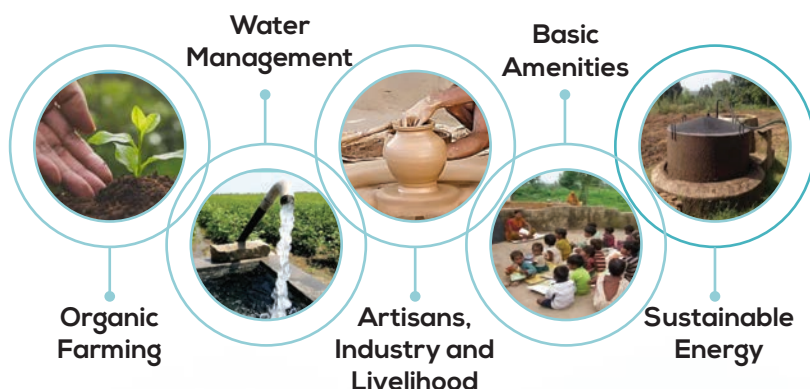 Water
Management
Basic
Amenities
Organic
Farming
Artisans,
Industry and
Livelihood
Sustainable
Energy